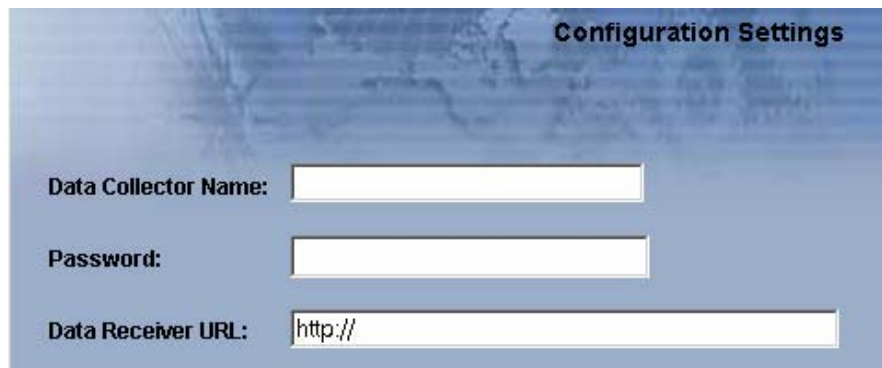 Configuration Settings
Data Collector Name:
Password:
Data Receiver URL: http://